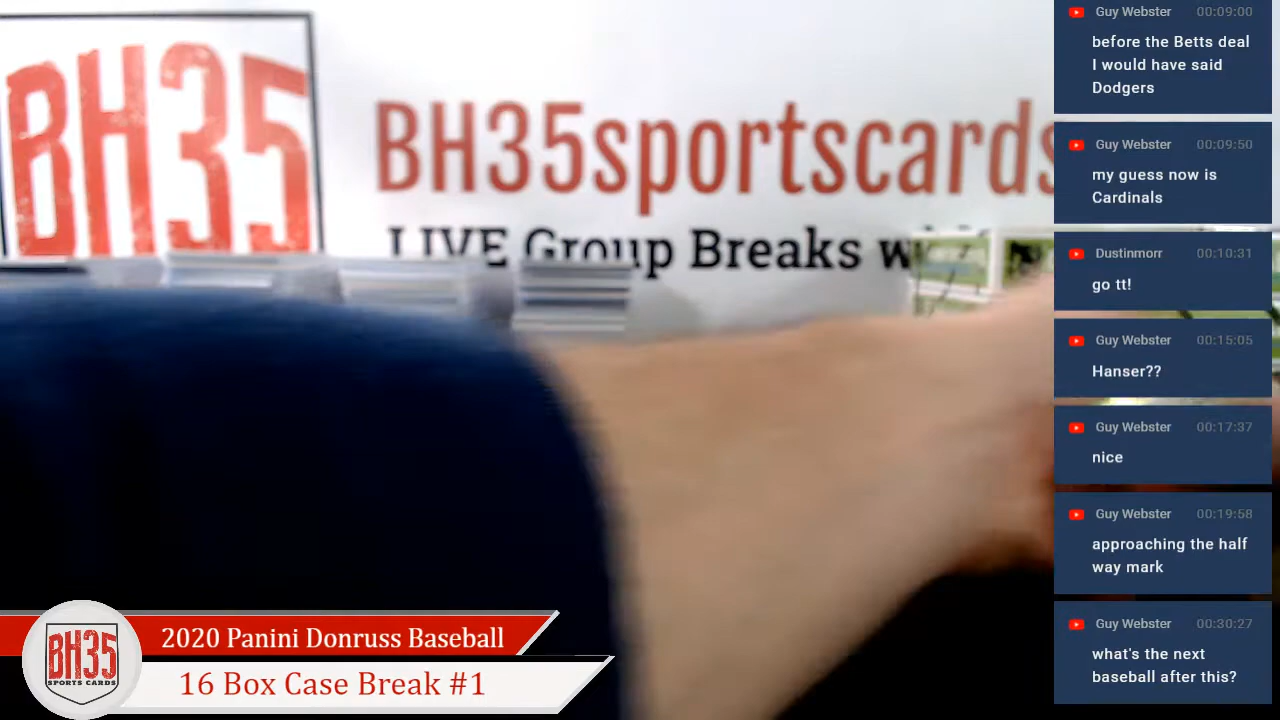 BH35
BH35sportscards
LIVE Group Breaks
Guy Webster 00:09:00
before the Betts deal
I would have said
Dodgers
Guy Webster 00:09:50
my guess now is
Cardinals
Dustinmorr 00:10:31
go tt!
Guy Webster 00:15:05
Hanser??
Guy Webster 00:17:37
nice
Guy Webster 00:19:58
approaching the half
way mark
Guy Webster 00:30:27
what's the next
baseball after this?
BH35
SPORTS CARDS
2020 Panini Donruss Baseball
16 Box Case Break #1